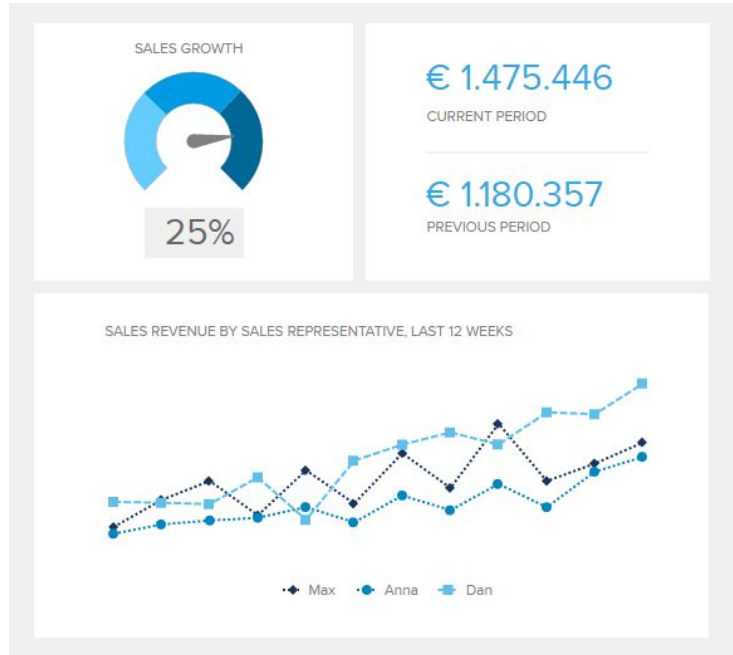 SALES GROWTH
25%
€ 1.475.446
CURRENT PERIOD
€ 1.180.357
PREVIOUS PERIOD
SALES REVENUE BY SALES REPRESENTATIVE, LAST 12 WEEKS
Max Anna Dan